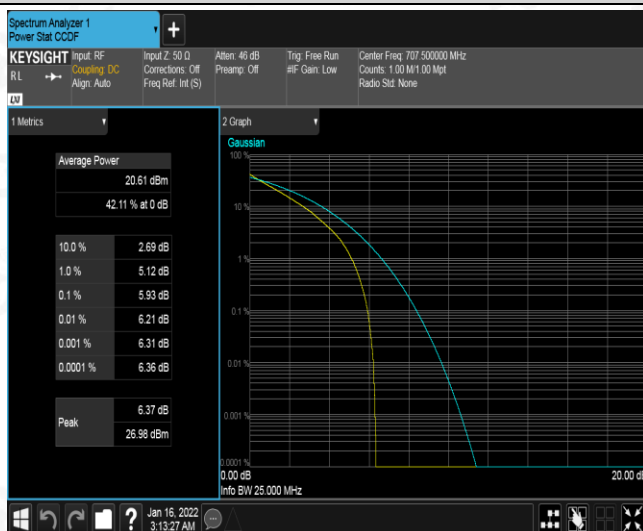 Spectrum Analyzer 1
Power Stat CCDF
+
KEYSIGHT
RL
LXI
Input: RF
Coupling: DC
Align: Auto
Input Z: 50 Ω
Corrections: Off
Freq Ref: Int (S)
Atten: 46 dB
Preamp: Off
Trig: Free Run
#IF Gain: Low
Center Freq: 707.500000 MHz
Counts: 1.00 M/1.00 Mpt
Radio Std: None
1 Metrics
Average Power
20.61 dBm
42.11 % at 0 dB
10.0 % 2.69 dB
1.0 % 5.12 dB
0.1 % 5.93 dB
0.01 % 6.21 dB
0.001 % 6.31 dB
0.0001 % 6.36 dB
Peak
6.37 dB
26.98 dBm
2 Graph
Gaussian
100 %
10 %
1 %
0.1 %
0.01 %
0.001 %
0.0001 %
0.00 dB
20.00 dB
Info BW 25.000 MHz
?
Jan 16, 2022
3:13:27 AM